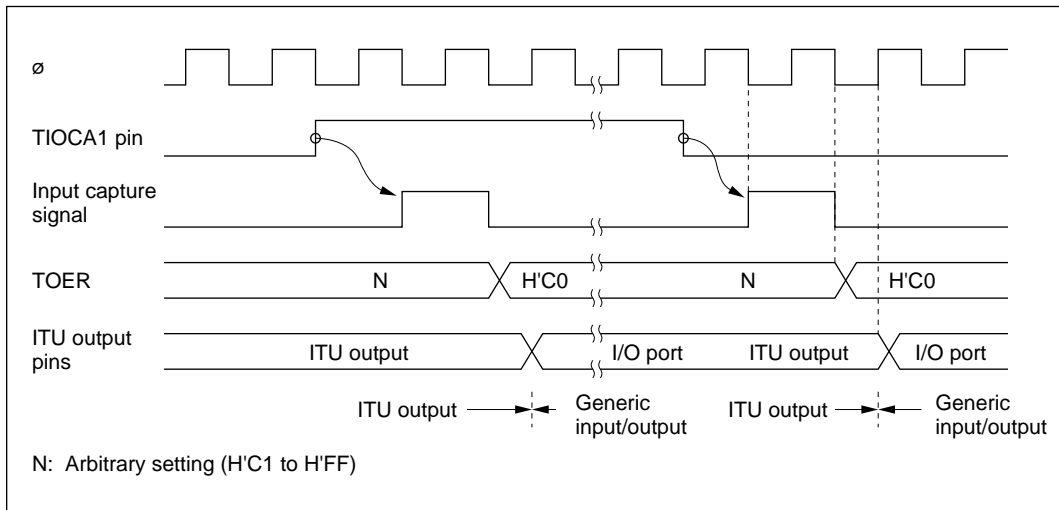 ø
TIOCA1 pin
Input capture
signal
TOER N H'C0 N H'C0
ITU output
pins
ITU output I/O port ITU output I/O port
ITU output Generic
input/output
ITU output Generic
input/output
N: Arbitrary setting (H'C1 to H'FF)